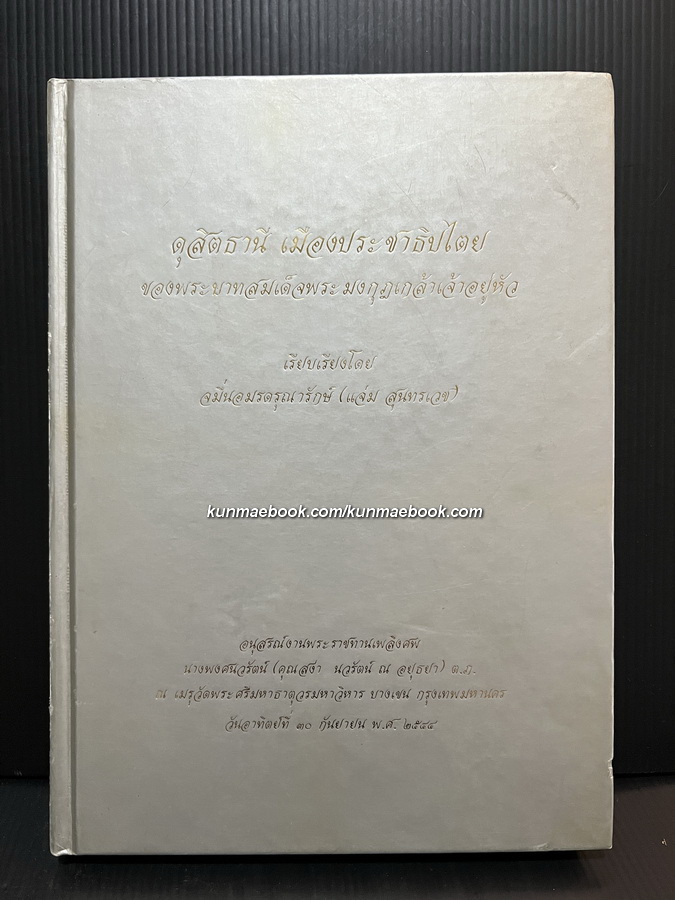 ดุสิตธานี เมืองประชาธิปไตย
ของพระบาทสมเด็จพระมงกุฎเกล้าเจ้าอยู่หัว
เรียบเรียงโดย
จมื่นอมรดรุณารักษ์ (แจ่ม สุนทรเวช)
kunmaebook.com/kunmaebook.com
อนุสรณ์งานพระราชทานเพลิงศพ
นางพงศนวรัตน์ (คุณสง่า นวรัตน์ ณ อยุธยา) ต.ภ.
ณ เมรุวัดพระศรีมหาธาตุวรมหาวิหาร บางเขน กรุงเทพมหานคร
วันอาทิตย์ที่ ๓๐ กันยายน พ.ศ. ๒๕๔๔